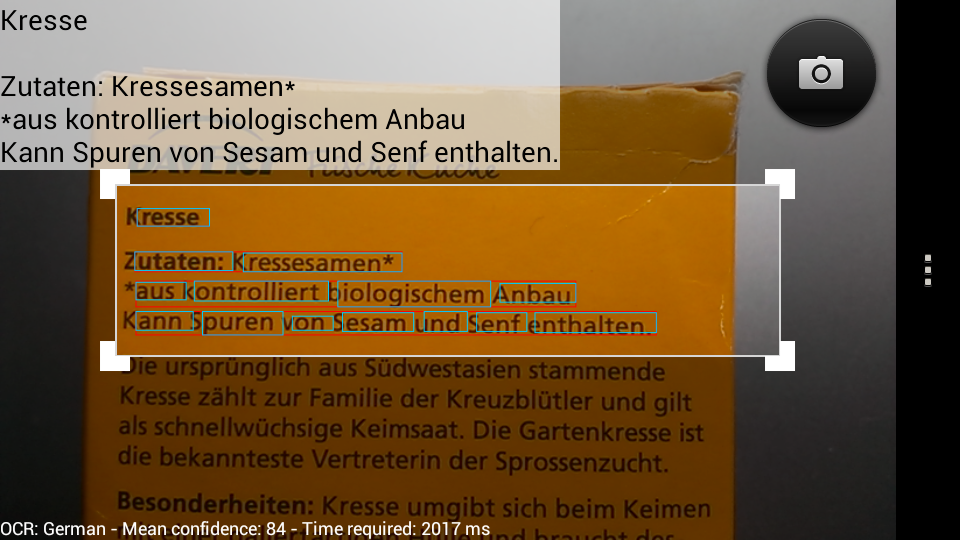 Kresse
Zutaten: Kressesamen*
*aus kontrolliert biologischem Anbau
Kann Spuren von Sesam und Senf enthalten.
Frische Küche
Kresse
Zutaten: Kressesamen*
*aus kontrolliert biologischem Anbau
Kann Spuren von Sesam und Senf enthalten.
Die ursprünglich aus Südwestasien stammende
Kresse zählt zur Familie der Kreuzblütler und gilt
als schnellwüchsige Keimsaat. Die Gartenkresse ist
die bekannteste Vertreterin der Sprossenzucht.
Besonderheiten: Kresse umgibt sich beim Keimen
OCR: German - Mean confidence: 84 - Time required: 2017 ms